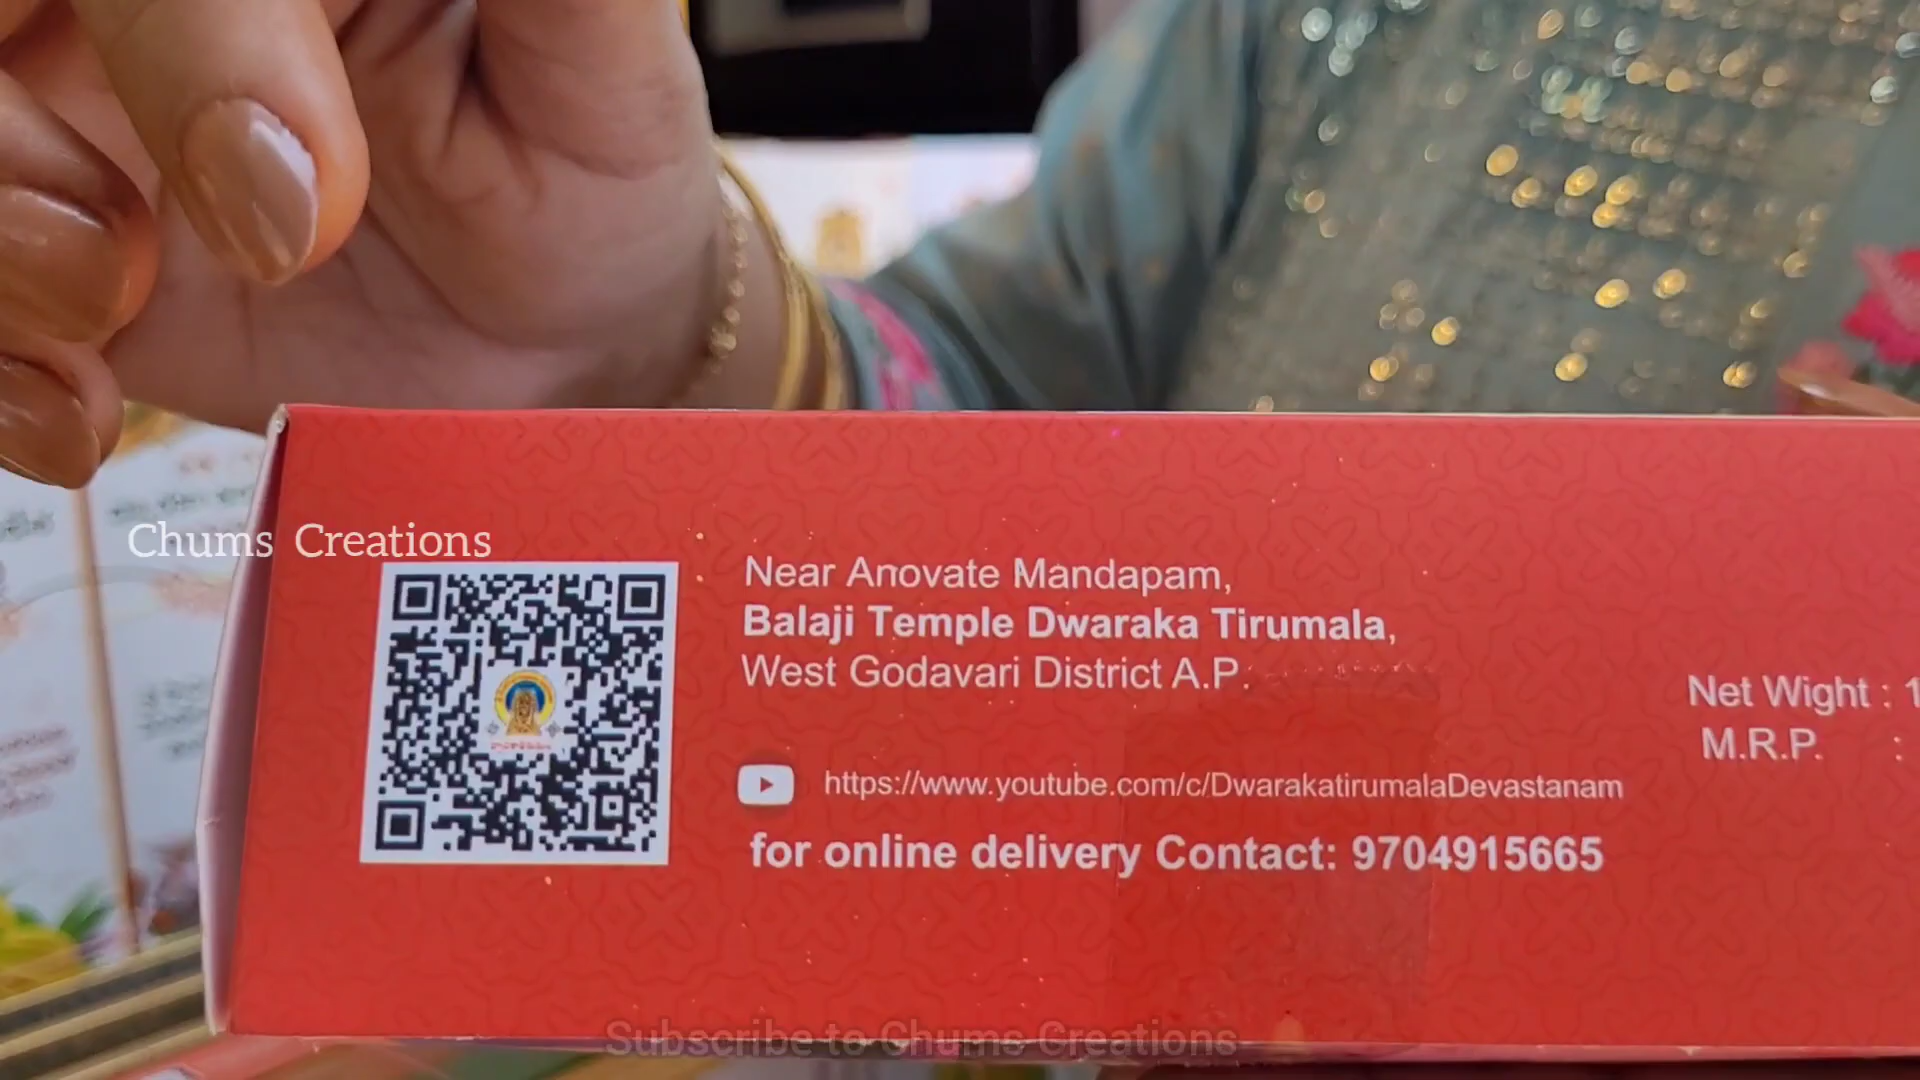 Chums Creations
Near Anovate Mandapam,
Balaji Temple Dwaraka Tirumala,
West Godavari District A.P.
Net Wight : 1
M.R.P. :
https://www.youtube.com/c/DwarakatirumalaDevastanam
for online delivery Contact: 9704915665
Subscribe to Chums Creations